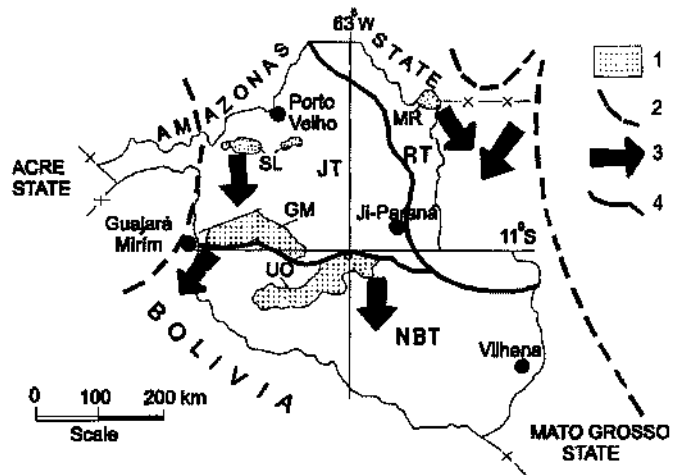 63° W
AMAZONAS STATE
1
Porto
Velho
MR
2
SL
JT
RT
3
ACRE
STATE
GM
Ji-Paraná
4
Guajará
Mirím
11°S
UO
BOLIVIA
NBT
Vilhena
0 100 200 km
Scale
MATO GROSSO
STATE